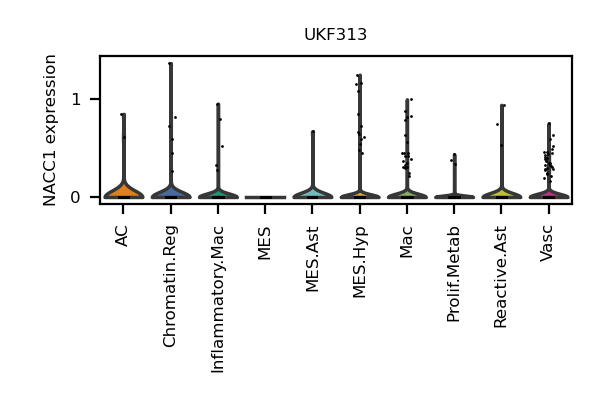 UKF313
NACC1 expression
1
0
AC
Chromatin.Reg
Inflammatory.Mac
MES
MES.Ast
MES.Hyp
Mac
Prolif.Metab
Reactive.Ast
Vasc